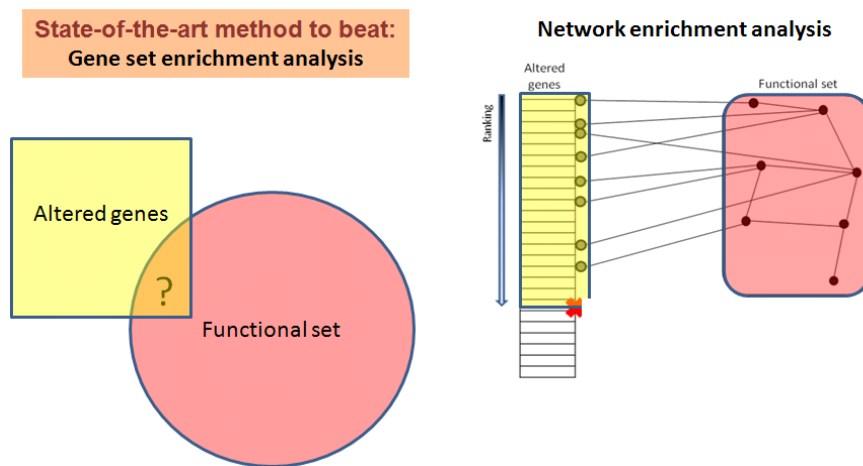 State-of-the-art method to beat:
Gene set enrichment analysis
Altered genes
?
Functional set
Network enrichment analysis
Altered
genes
Functional set
Ranking